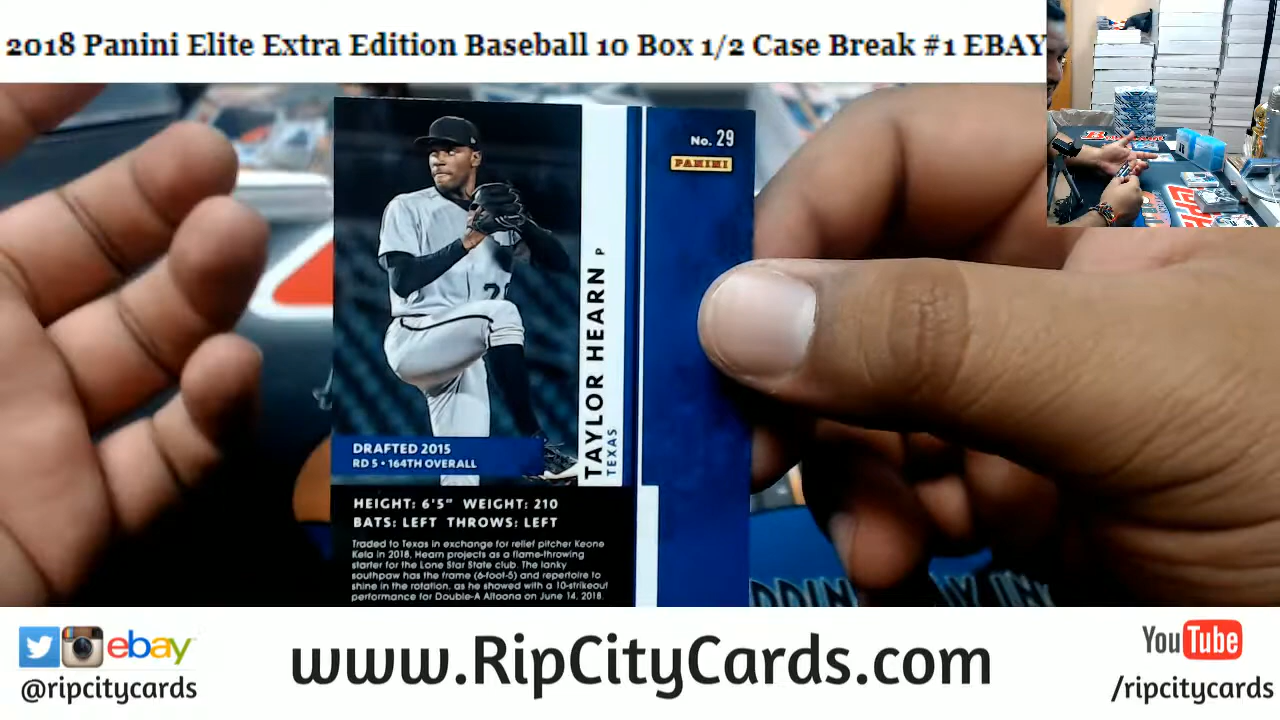 2018 Panini Elite Extra Edition Baseball 10 Box 1/2 Case Break #1 EBAY
No. 29
PANINI
TAYLOR HEARN P
TEXAS
DRAFTED 2015
RD 5 • 164TH OVERALL
HEIGHT: 6'5" WEIGHT: 210
BATS: LEFT THROWS: LEFT
Traded to Texas in exchange for relief pitcher Keone
Kela in 2018, Hearn projects as a flame-throwing
starter for the Lone Star State club. The lanky
southpaw has the frame (6-foot-5) and repertoire to
shine in the rotation, as he showed with a 10-strikeout
performance for Double-A Altoona on June 14, 2018.
ebay
@ripcitycards
www.RipCityCards.com
YouTube
/ripcitycards